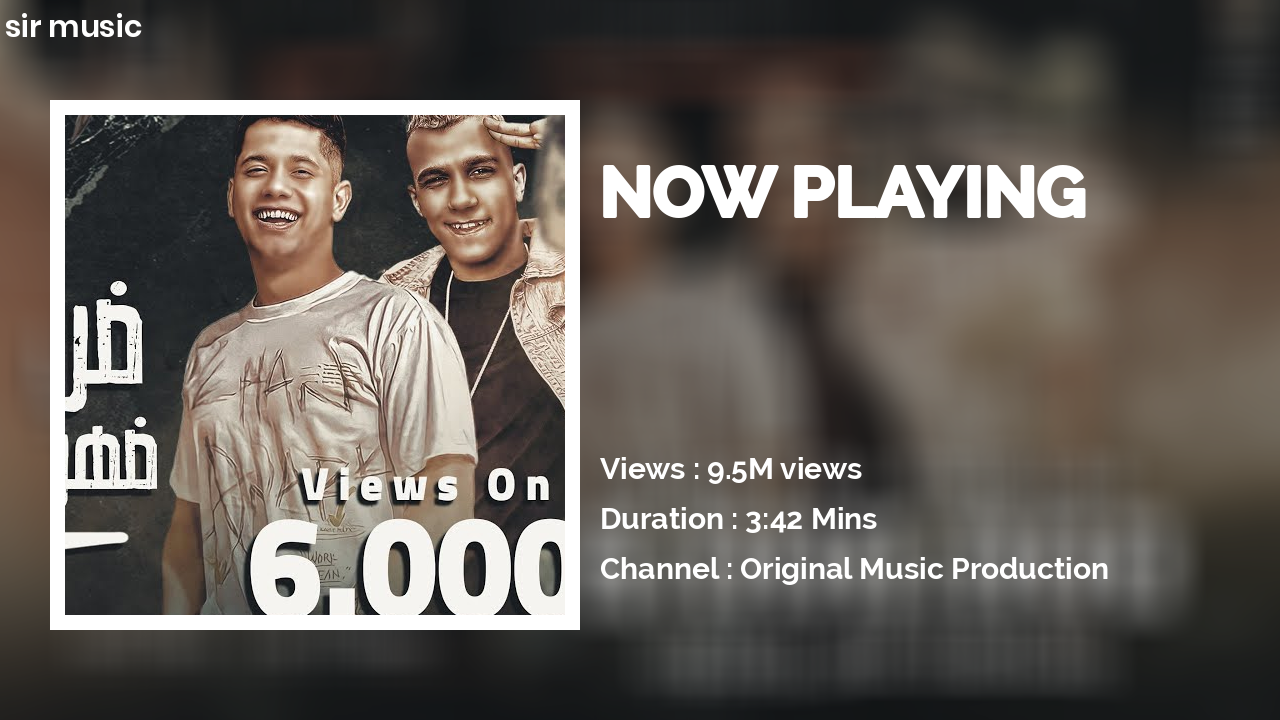 sir music
NOW PLAYING
Views On
6.000
Views : 9.5M views
Duration : 3:42 Mins
Channel : Original Music Production